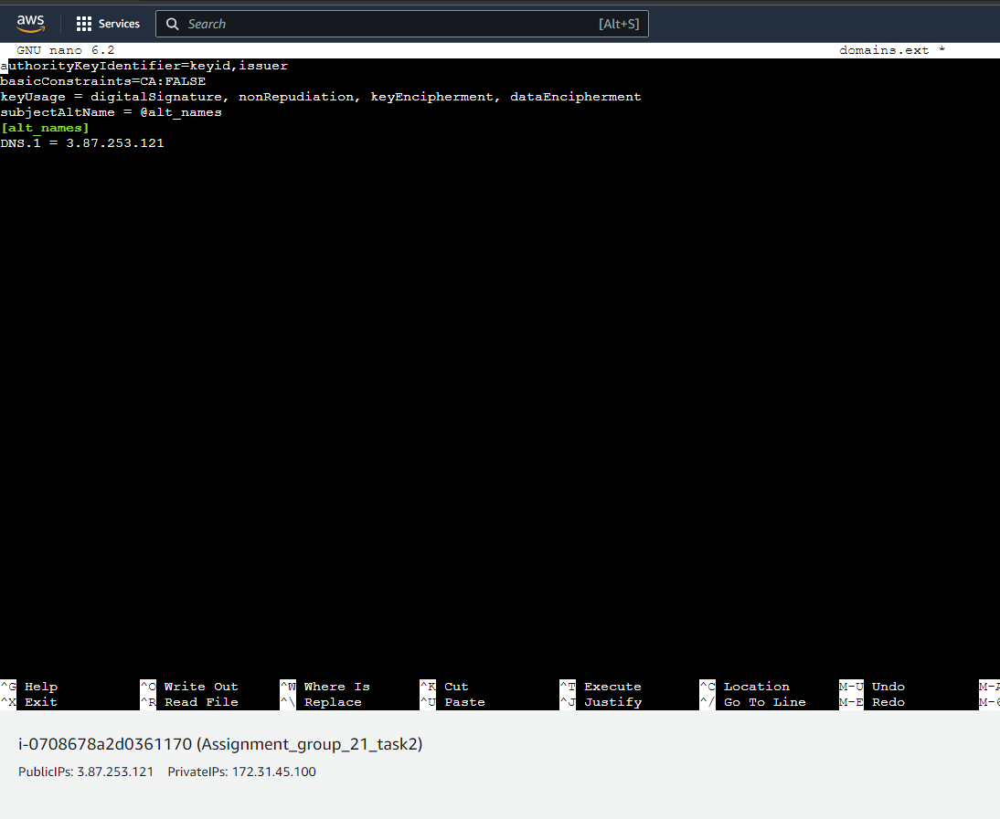 aws Services Search [Alt+S]
GNU nano 6.2 domains.ext *
authorityKeyIdentifier=keyid,issuer
basicConstraints=CA:FALSE
keyUsage = digitalSignature, nonRepudiation, keyEncipherment, dataEncipherment
subjectAltName = @alt_names
[alt_names]
DNS.1 = 3.87.253.121
^G Help ^O Write Out ^W Where Is ^K Cut ^T Execute ^C Location M-U Undo M-A
^X Exit ^R Read File ^\ Replace ^U Paste ^J Justify ^/ Go To Line M-E Redo M-6
i-0708678a2d0361170 (Assignment_group_21_task2)
PublicIPs: 3.87.253.121 PrivateIPs: 172.31.45.100